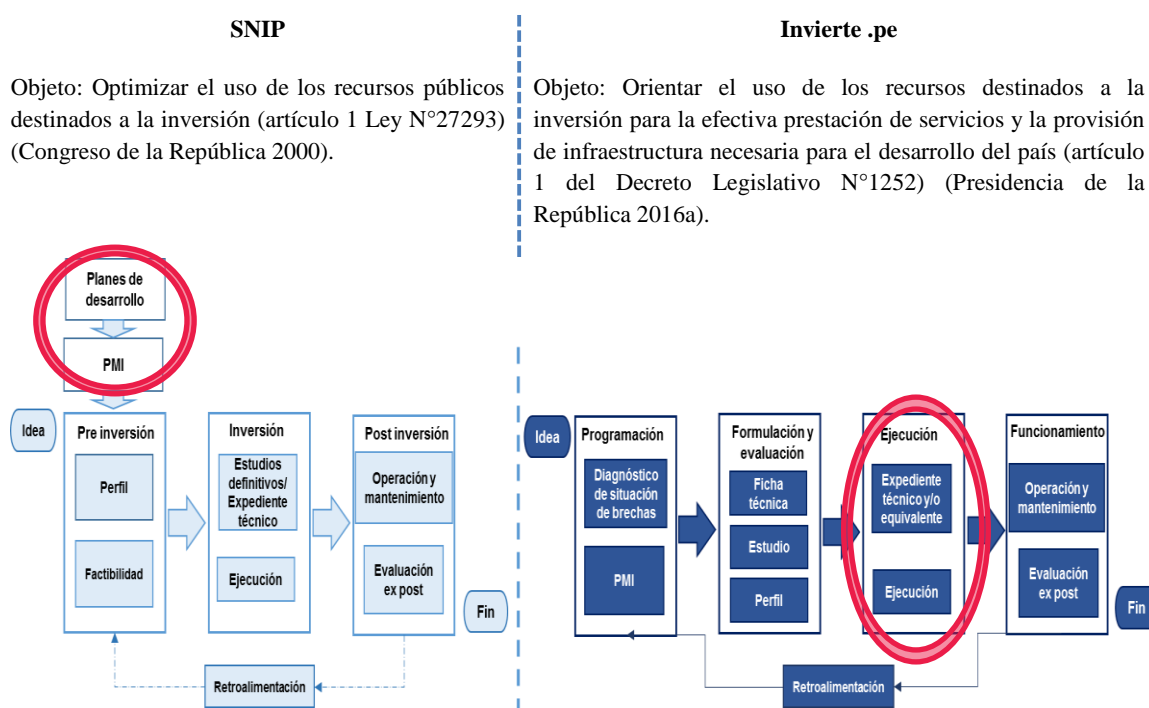 SNIP
Objeto: Optimizar el uso de los recursos públicos
destinados a la inversión (artículo 1 Ley N°27293)
(Congreso de la República 2000).
Invierte .pe
Objeto: Orientar el uso de los recursos destinados a la
inversión para la efectiva prestación de servicios y la provisión
de infraestructura necesaria para el desarrollo del país (artículo
1 del Decreto Legislativo N°1252) (Presidencia de la
República 2016a).
Planes de
desarrollo
PMI
Idea
Pre inversión
Perfil
Factibilidad
Inversión
Estudios
definitivos/
Expediente
técnico
Ejecución
Post inversión
Operación y
mantenimiento
Evaluación
ex post
Fin
Retroalimentación
Idea
Programación
Diagnóstico
de situación
de brechas
PMI
Formulación y
evaluación
Ficha
técnica
Estudio
Perfil
Ejecución
Expediente
técnico y/o
equivalente
Ejecución
Funcionamiento
Operación y
mantenimiento
Evaluación
ex post
Fin
Retroalimentación